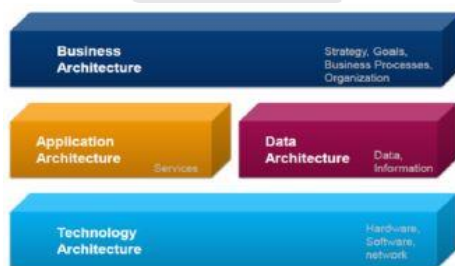 Business
Architecture
Strategy, Goals,
Business Processes,
Organization
Application
Architecture
Services
Data
Architecture
Data,
Information
Technology
Architecture
Hardware,
Software,
network